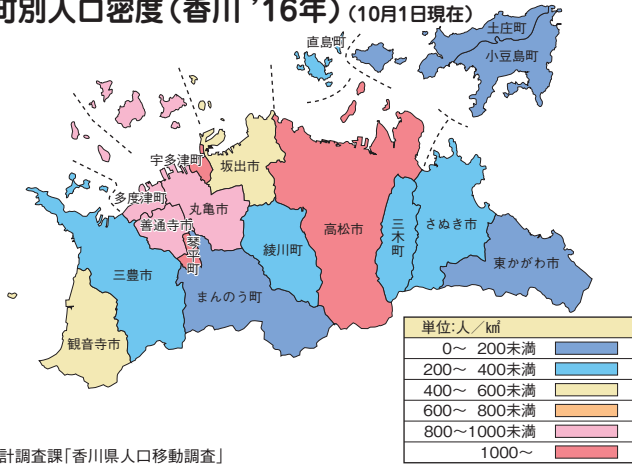 町別人口密度(香川 '16年)(10月1日現在)
土庄町
小豆島町
直島町
宇多津町
坂出市
多度津町
丸亀市
善通寺市
琴平町
綾川町
高松市
三木町
さぬき市
東かがわ市
三豊市
まんのう町
観音寺市
単位:人/km²
0〜 200未満
200〜 400未満
400〜 600未満
600〜 800未満
800〜1000未満
1000〜
計調査課「香川県人口移動調査」